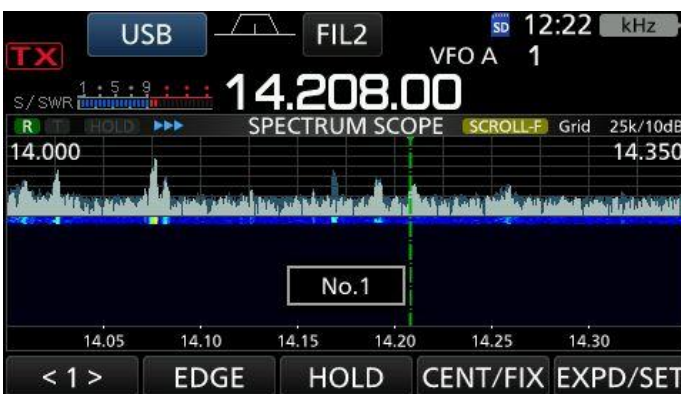 USB FIL2 SD 12:22 kHz
TX VFO A 1
S/SWR 1 5 9 14.208.00
R T HOLD SPECTRUM SCOPE SCROLL-F Grid 25k/10dB
14.000 14.350
No.1
14.05 14.10 14.15 14.20 14.25 14.30
< 1 > EDGE HOLD CENT/FIX EXPD/SET